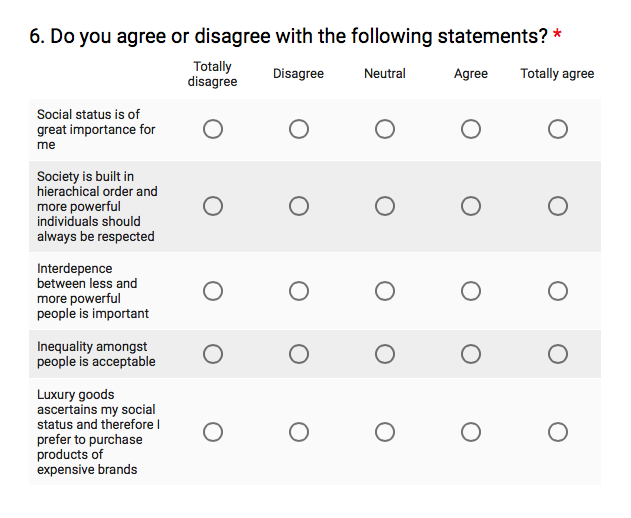 6. Do you agree or disagree with the following statements? *
Totally
disagree
Disagree
Neutral
Agree
Totally agree
Social status is of
great importance for
me
Society is built in
hierachical order and
more powerful
individuals should
always be respected
Interdepence
between less and
more powerful
people is important
Inequality amongst
people is acceptable
Luxury goods
ascertains my social
status and therefore I
prefer to purchase
products of
expensive brands